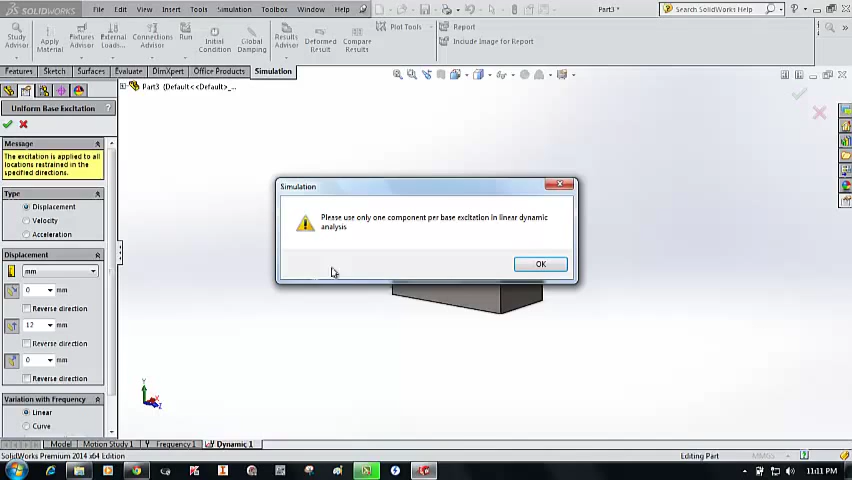 SOLIDWORKS
File Edit View Insert Tools Simulation Toolbox Window Help
Part3 *
Search SolidWorks Help
Study Advisor
Apply Material
Fixtures Advisor
External Loads...
Connections Advisor
Run
Initial Condition
Global Damping
Results Advisor
Deformed Result
Compare Results
Plot Tools
Report
Include Image for Report
Features Sketch Surfaces Evaluate DimXpert Office Products Simulation
Part3 (Default<<Default>_...
Uniform Base Excitation ?
Message
The excitation is applied to all
locations restrained in the
specified directions.
Type
Displacement
Velocity
Acceleration
Displacement
mm
0 mm
Reverse direction
12 mm
Reverse direction
0 mm
Reverse direction
Variation with Frequency
Linear
Curve
Simulation
Please use only one component per base excitation in linear dynamic
analysis
OK
Y
X
Z
Model Motion Study 1 Frequency 1 Dynamic 1
SolidWorks Premium 2014 x64 Edition
Editing Part
MMGS
11:11 PM